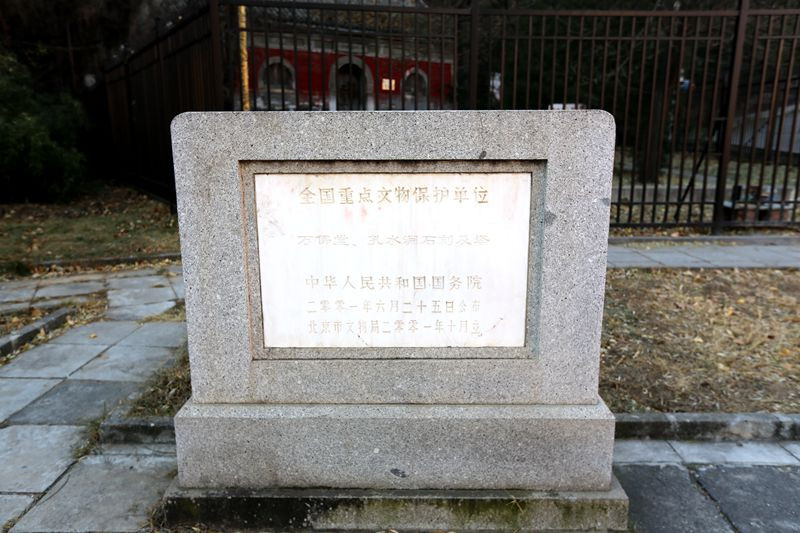 全国重点文物保护单位
万佛堂、孔水洞石刻及塔
中华人民共和国国务院
二零零一年六月二十五日公布
北京市文物局二零零一年十月立